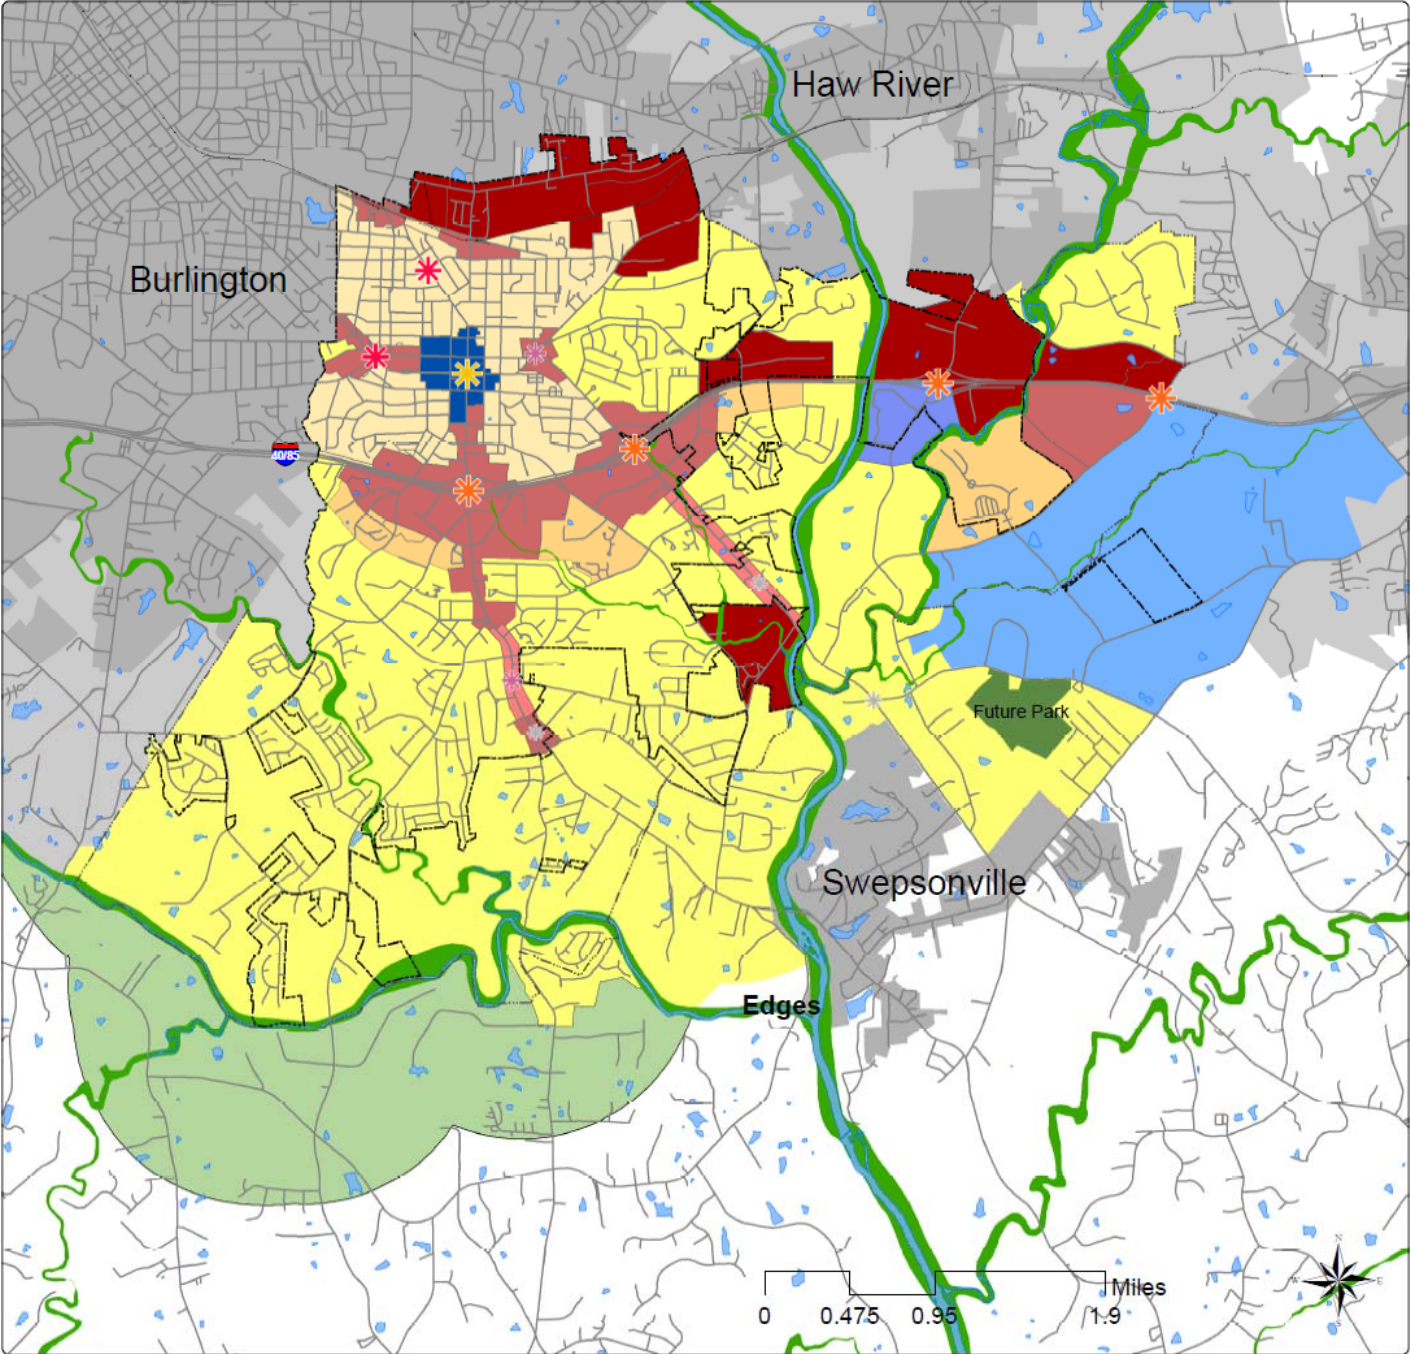 Haw River
Burlington
40/85
Future Park
Swepsonville
Edges
N
W
E
S
Miles
0
0.475
0.95
1.9